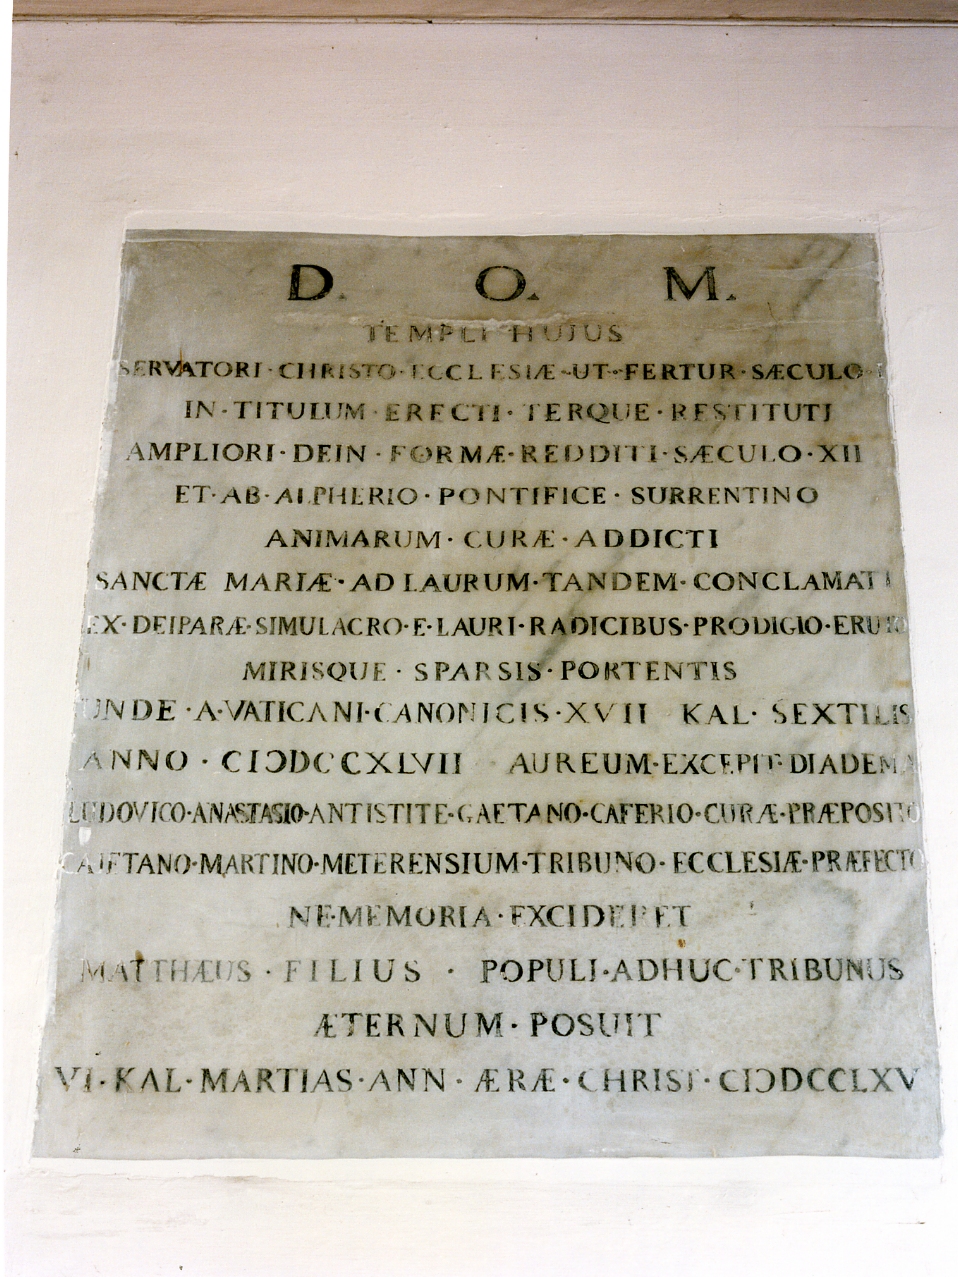 D. O. M.
TEMPLI HUJUS
SERVATORI · CHRISTO · ECCLESIÆ · UT · FERTUR · SÆCULO
IN · TITULUM · ERECTI · TERQUE · RESTITUTI
AMPLIORI · DEIN · FORMÆ · REDDITI · SÆCULO · XII
ET · AB · ALPHERIO · PONTIFICE · SURRENTINO
ANIMARUM · CURÆ · ADDICTI
SANCTÆ MARIÆ · AD LAURUM · TANDEM · CONCLAMATI
EX · DEIPARÆ · SIMULACRO · E · LAURI · RADICIBUS · PRODIGIO ·
MIRISQUE · SPARSIS · PORTENTIS
UNDE · A · VATICANI · CANONICIS · XVII KAL · SEXTILIS
ANNO · CIƆDCCXLVII AUREUM · EXCEPIT · DIADEMA
LUDOVICO · ANASTASIO · ANTISTITE · GAETANO · CAFERIO · CURÆ · PRÆPOSITO
CAJETANO · MARTINO · METERENSIUM · TRIBUNO · ECCLESIÆ · PRÆFECTO
NE · MEMORIA · EXCIDERET
MATTHÆUS · FILIUS · POPULI · ADHUC · TRIBUNUS
ÆTERNUM · POSUIT
VI · KAL · MARTIAS · ANN · ÆRÆ · CHRIST · CIƆDCCLXV